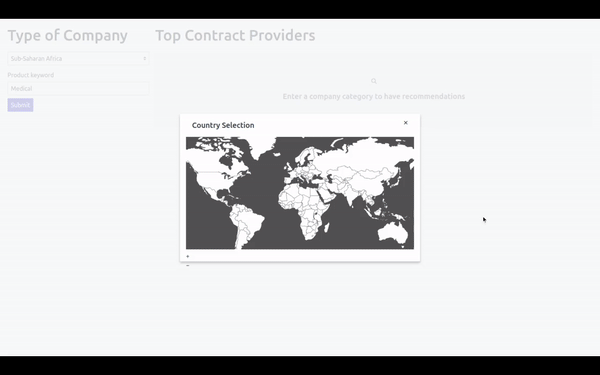 Type of Company
Top Contract Providers
Sub-Saharan Africa
Product keyword
Medical
Submit
Enter a company category to have recommendations
Country Selection
×
+
−